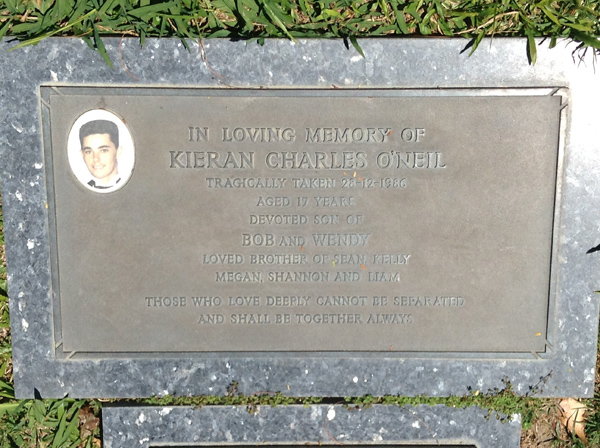 IN LOVING MEMORY OF
KIERAN CHARLES O'NEIL
TRAGICALLY TAKEN 28-12-1986
AGED 17 YEARS
DEVOTED SON OF
BOB AND WENDY
LOVED BROTHER OF SEAN, KELLY
MEGAN, SHANNON AND LIAM
THOSE WHO LOVE DEEPLY CANNOT BE SEPARATED
AND SHALL BE TOGETHER ALWAYS